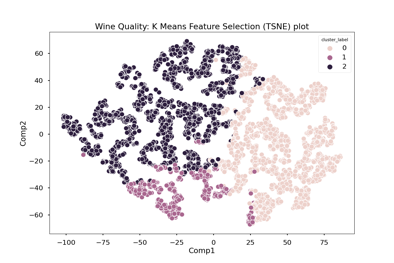 Wine Quality: K Means Feature Selection (TSNE) plot
cluster_label
0
1
2
60
40
20
0
−20
−40
−60
Comp2
−100 −75 −50 −25 0 25 50 75
Comp1